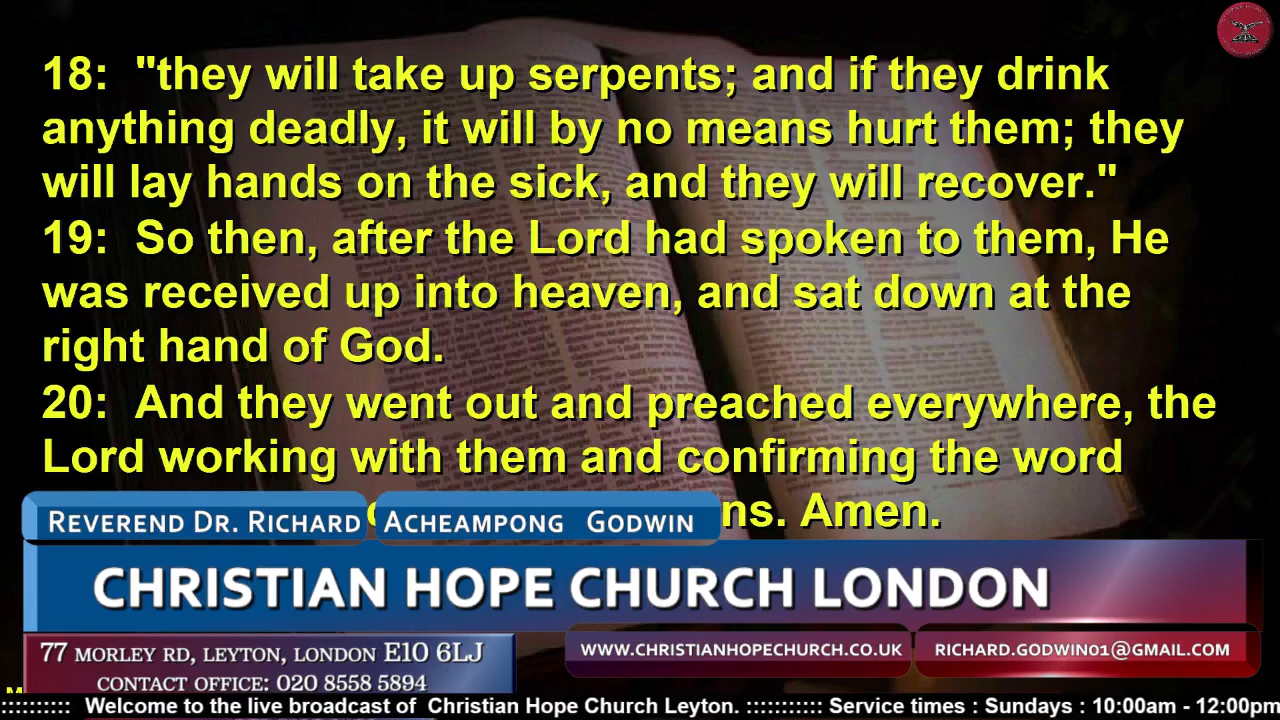 18: "they will take up serpents; and if they drink
anything deadly, it will by no means hurt them; they
will lay hands on the sick, and they will recover."
19: So then, after the Lord had spoken to them, He
was received up into heaven, and sat down at the
right hand of God.
20: And they went out and preached everywhere, the
Lord working with them and confirming the word
ns. Amen.
REVEREND DR. RICHARD ACHEAMPONG GODWIN
CHRISTIAN HOPE CHURCH LONDON
77 MORLEY RD, LEYTON, LONDON E10 6LJ
CONTACT OFFICE: 020 8558 5894
WWW.CHRISTIANHOPECHURCH.CO.UK
RICHARD.GODWIN01@GMAIL.COM
:::::::::: Welcome to the live broadcast of Christian Hope Church Leyton. ::::::::::: Service times : Sundays : 10:00am - 12:00pm